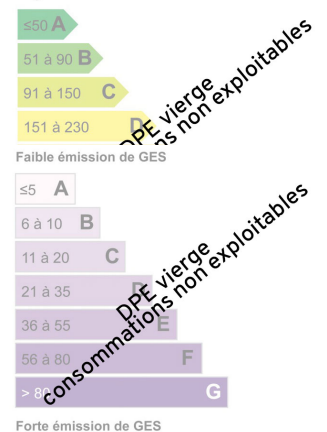 ≤50 A
51 à 90 B
91 à 150 C
151 à 230 D
DPE vierge
ns non exploitables
Faible émission de GES
≤5 A
6 à 10 B
11 à 20 C
21 à 35 D
36 à 55 E
56 à 80 F
> 80 G
DPE vierge
consommations non exploitables
Forte émission de GES